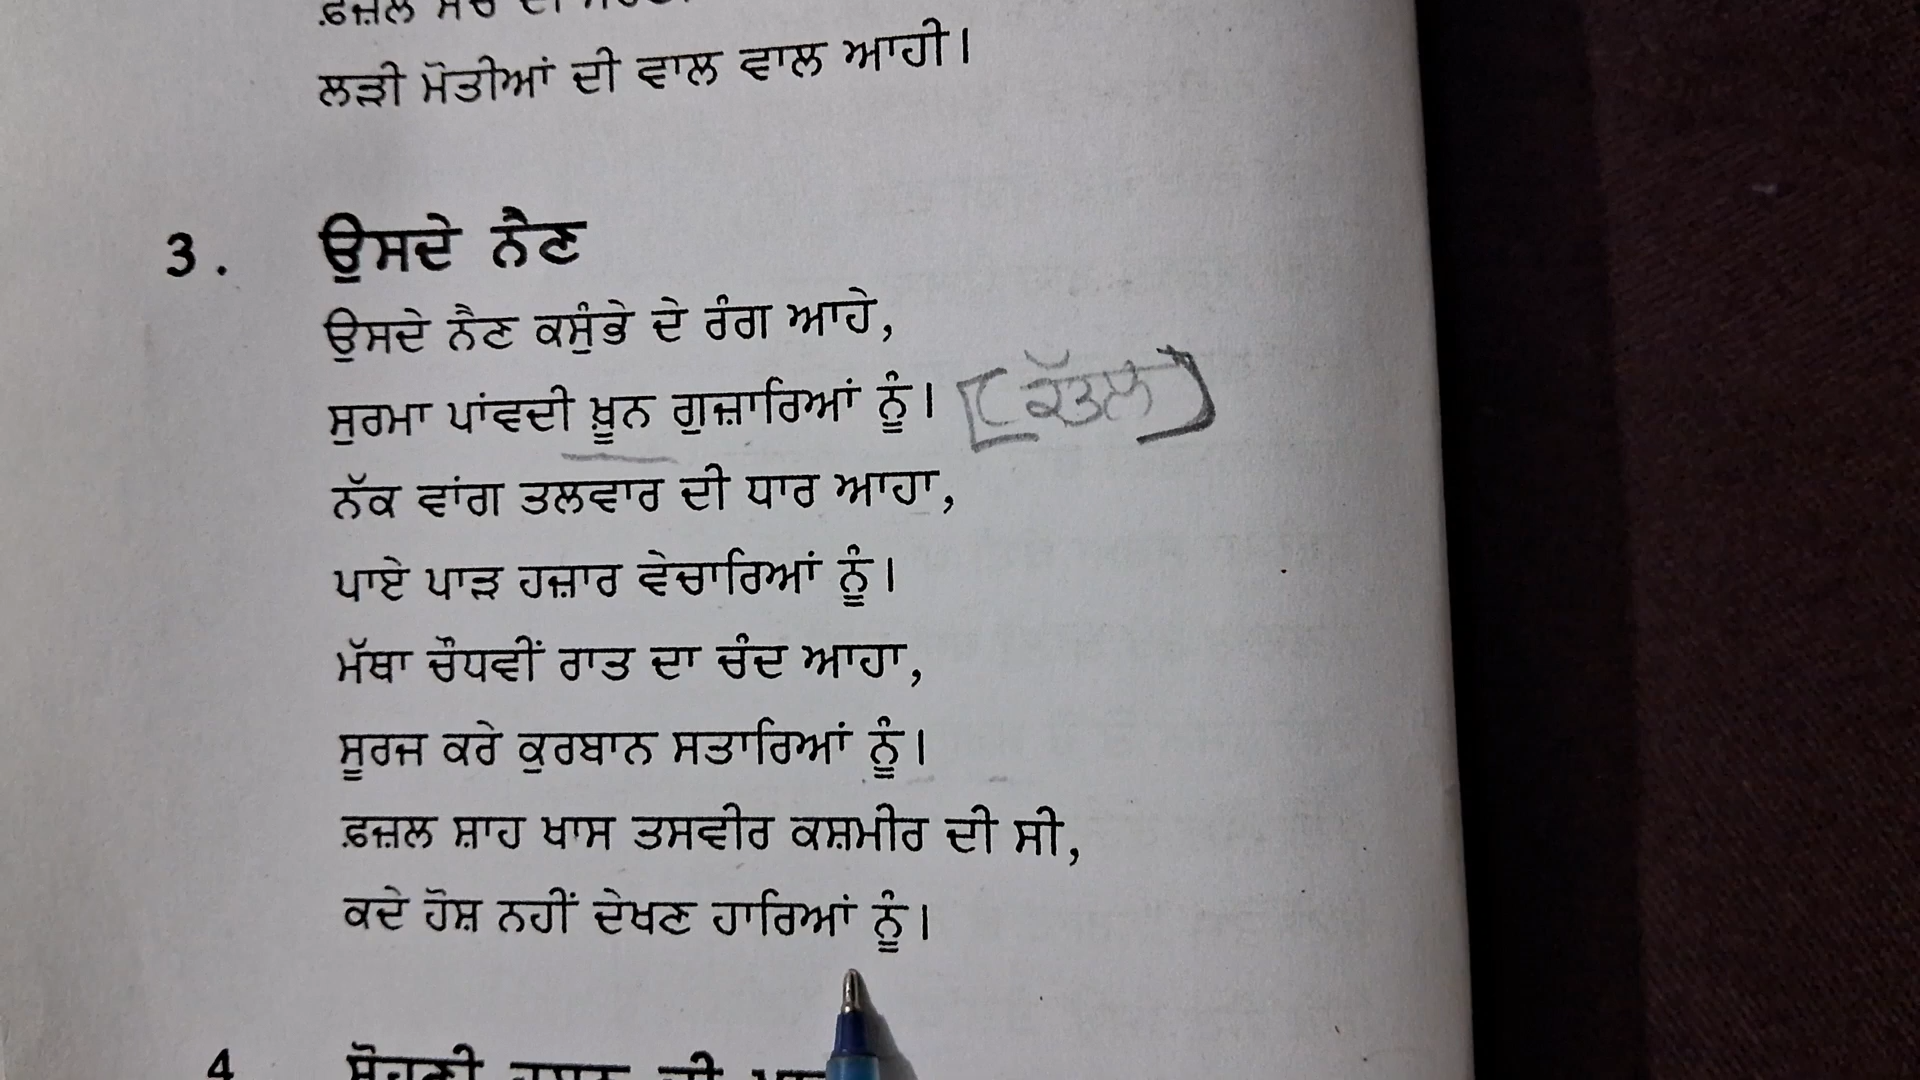 ਫ਼ਜ਼ਲ
ਲੜੀ ਮੋਤੀਆਂ ਦੀ ਵਾਲ ਵਾਲ ਆਹੀ।
3. ਉਸਦੇ ਨੈਣ
ਉਸਦੇ ਨੈਣ ਕਸੁੰਭੇ ਦੇ ਰੰਗ ਆਹੇ,
ਸੁਰਮਾ ਪਾਂਵਦੀ ਖ਼ੂਨ ਗੁਜ਼ਾਰਿਆਂ ਨੂੰ। [(ਕੱਤਲ)]
ਨੱਕ ਵਾਂਗ ਤਲਵਾਰ ਦੀ ਧਾਰ ਆਹਾ,
ਪਾਏ ਪਾੜ ਹਜ਼ਾਰ ਵੇਚਾਰਿਆਂ ਨੂੰ।
ਮੱਥਾ ਚੌਧਵੀਂ ਰਾਤ ਦਾ ਚੰਦ ਆਹਾ,
ਸੂਰਜ ਕਰੇ ਕੁਰਬਾਨ ਸਤਾਰਿਆਂ ਨੂੰ।
ਫ਼ਜ਼ਲ ਸ਼ਾਹ ਖਾਸ ਤਸਵੀਰ ਕਸ਼ਮੀਰ ਦੀ ਸੀ,
ਕਦੇ ਹੋਸ਼ ਨਹੀਂ ਦੇਖਣ ਹਾਰਿਆਂ ਨੂੰ।
4